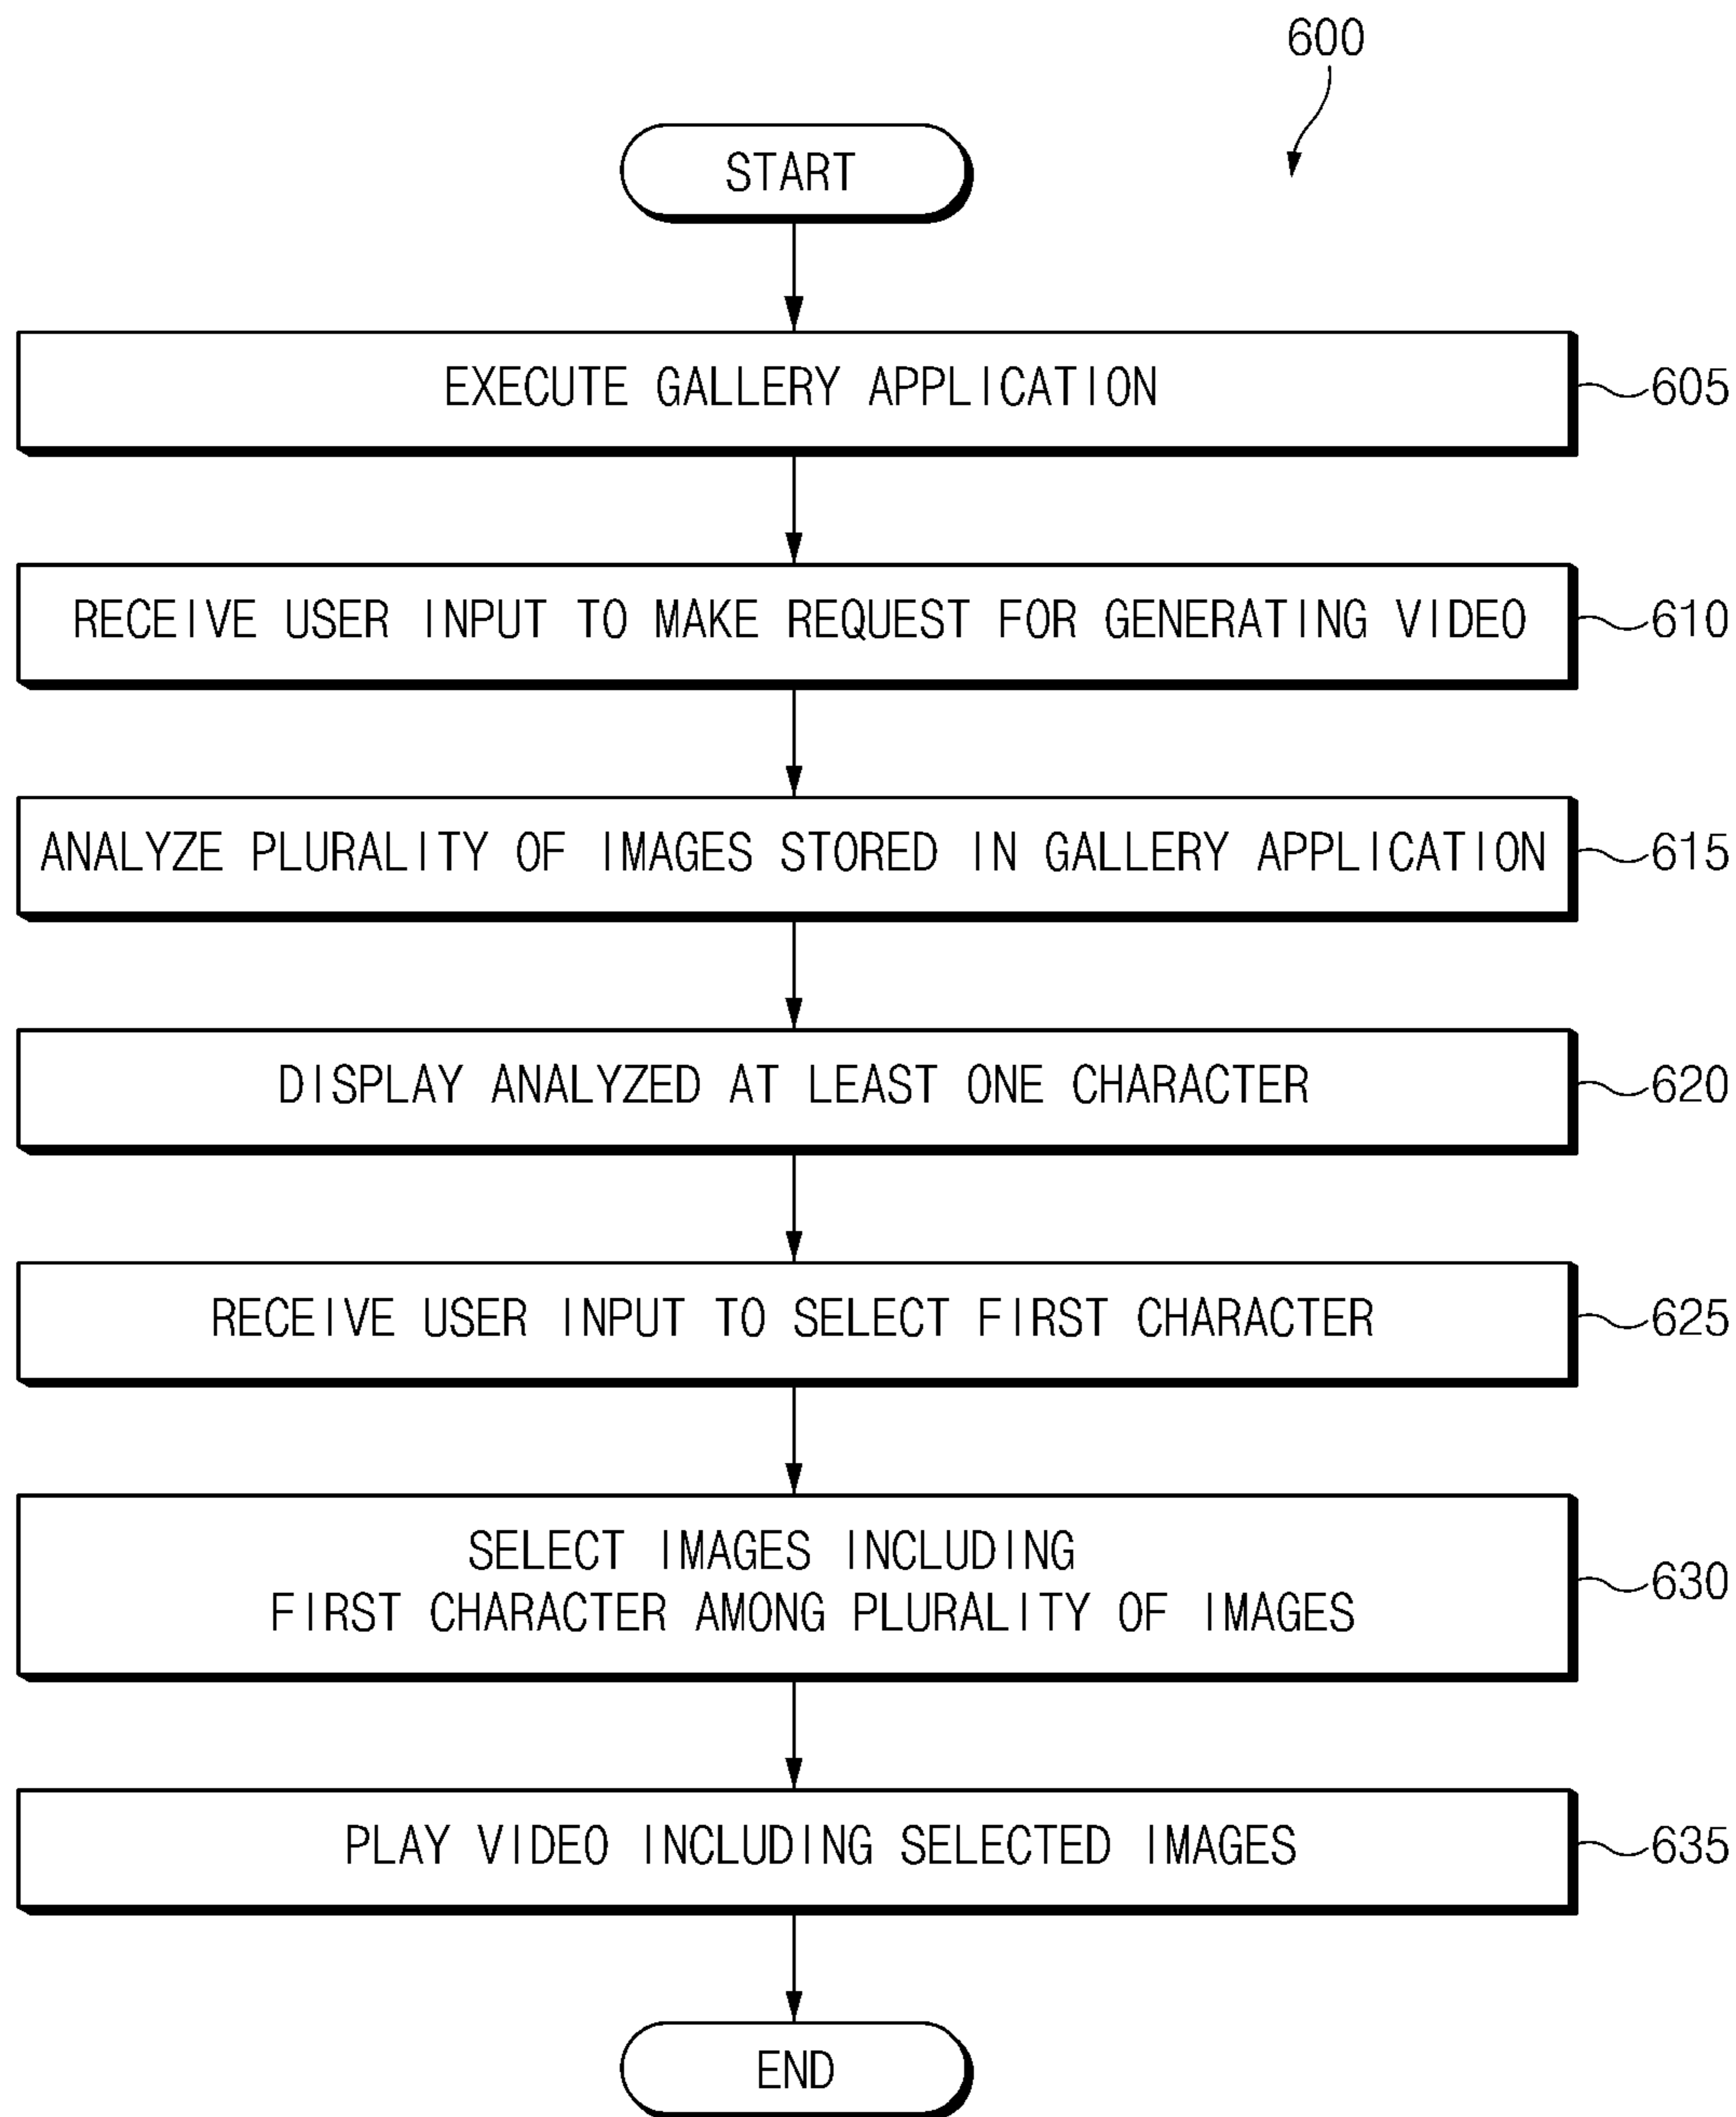 600
START
EXECUTE GALLERY APPLICATION
605
RECEIVE USER INPUT TO MAKE REQUEST FOR GENERATING VIDEO
610
ANALYZE PLURALITY OF IMAGES STORED IN GALLERY APPLICATION
615
DISPLAY ANALYZED AT LEAST ONE CHARACTER
620
RECEIVE USER INPUT TO SELECT FIRST CHARACTER
625
SELECT IMAGES INCLUDING
FIRST CHARACTER AMONG PLURALITY OF IMAGES
630
PLAY VIDEO INCLUDING SELECTED IMAGES
635
END